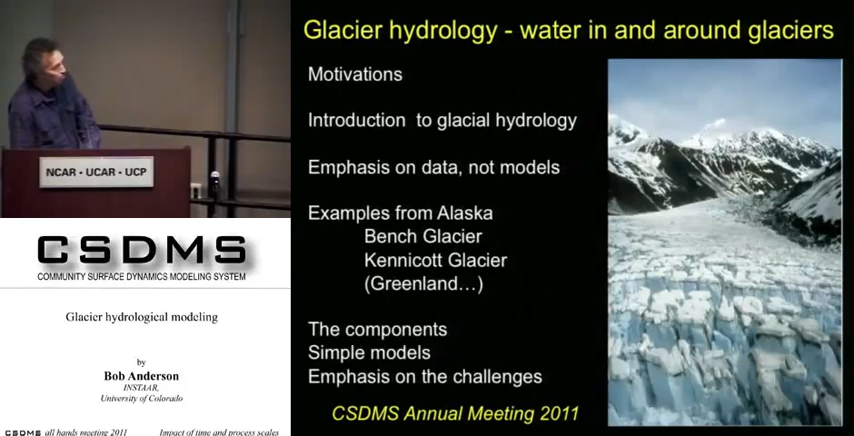 Glacier hydrology - water in and around glaciers
Motivations
Introduction to glacial hydrology
Emphasis on data, not models
Examples from Alaska
Bench Glacier
Kennicott Glacier
(Greenland...)
The components
Simple models
Emphasis on the challenges
CSDMS Annual Meeting 2011
NCAR • UCAR • UCP
CSDMS
COMMUNITY SURFACE DYNAMICS MODELING SYSTEM
Glacier hydrological modeling
by
Bob Anderson
INSTAAR,
University of Colorado
CSDMS all hands meeting 2011 Impact of time and process scales